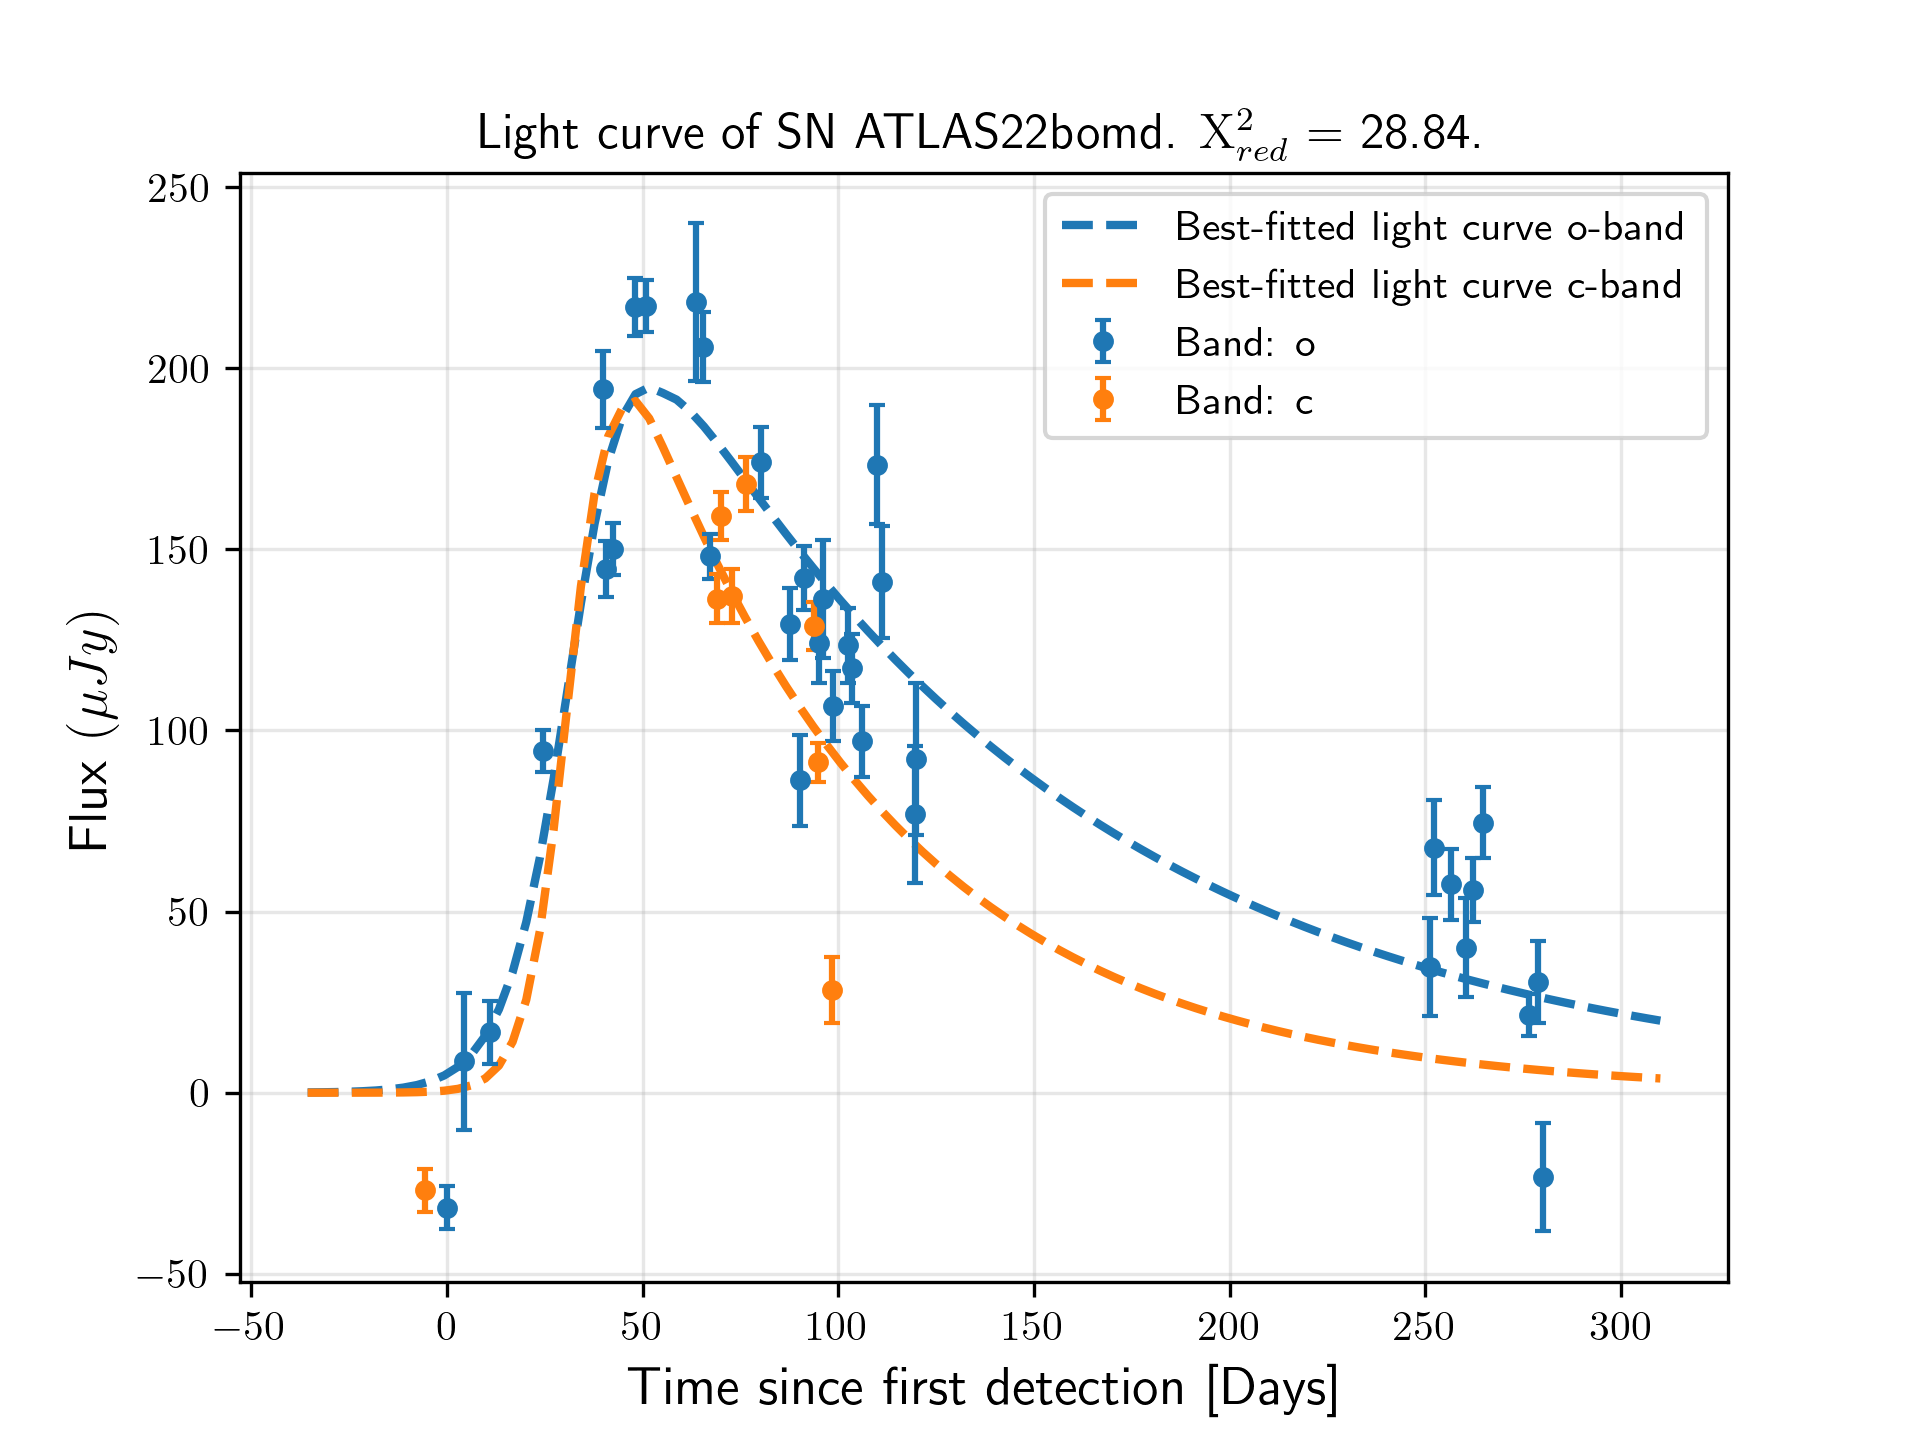 Light curve of SN ATLAS22bomd. X²_red = 28.84.
250
200
150
100
50
0
−50
Flux (μJy)
Best-fitted light curve o-band
Best-fitted light curve c-band
Band: o
Band: c
−50 0 50 100 150 200 250 300
Time since first detection [Days]